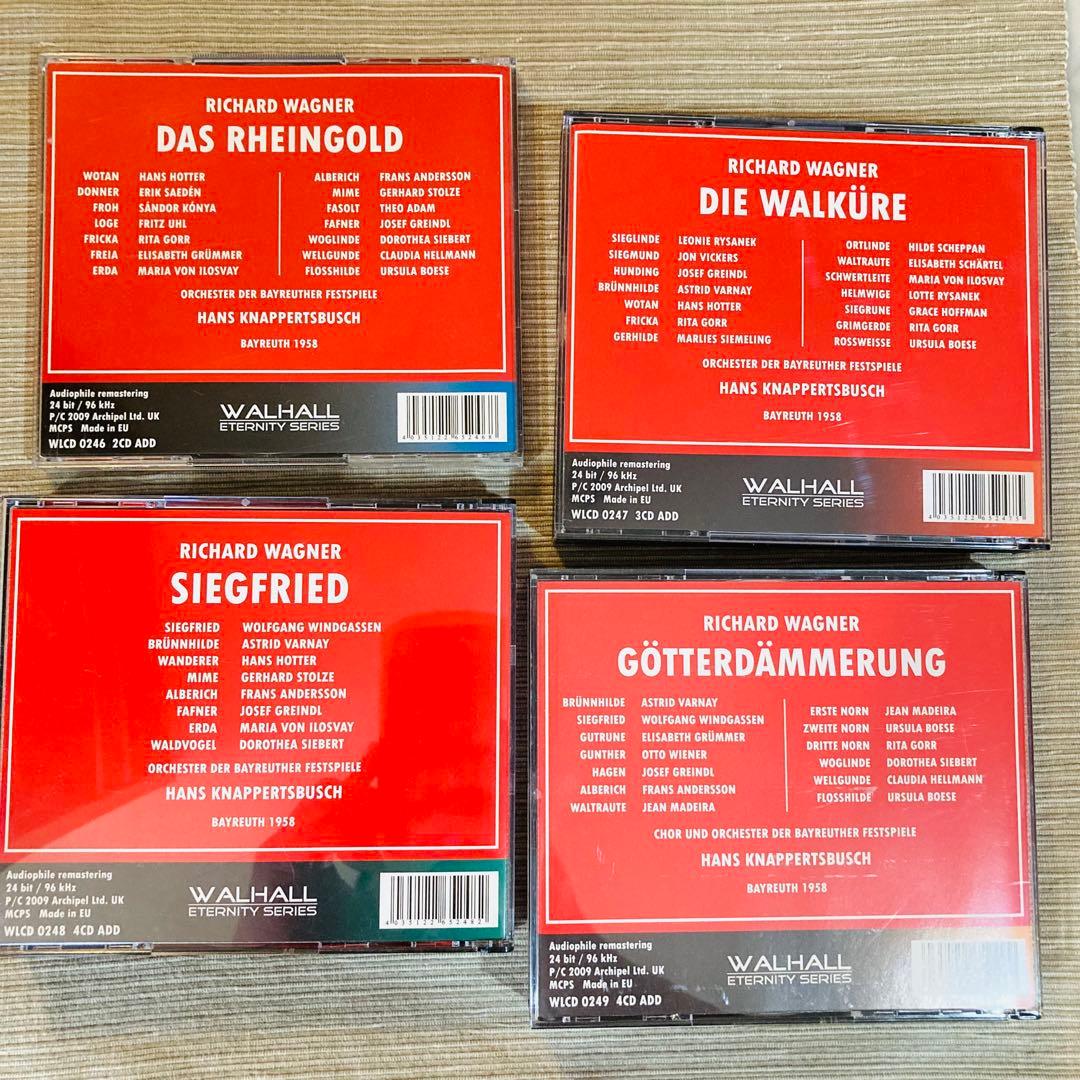 RICHARD WAGNER
DAS RHEINGOLD
WOTAN HANS HOTTER
DONNER ERIK SAEDÉN
FROH SÁNDOR KÓNYA
LOGE FRITZ UHL
FRICKA RITA GORR
FREIA ELISABETH GRÜMMER
ERDA MARIA VON ILOSVAY
ALBERICH FRANS ANDERSSON
MIME GERHARD STOLZE
FASOLT THEO ADAM
FAFNER JOSEF GREINDL
WOGLINDE DOROTHEA SIEBERT
WELLGUNDE CLAUDIA HELLMANN
FLOSSHILDE URSULA BOESE
ORCHESTER DER BAYREUTHER FESTSPIELE
HANS KNAPPERTSBUSCH
BAYREUTH 1958
Audiophile remastering
24 bit / 96 kHz
P/C 2009 Archipel Ltd. UK
MCPS Made in EU
WLCD 0246 2CD ADD
WALHALL
ETERNITY SERIES
4 035122 652468
RICHARD WAGNER
DIE WALKÜRE
SIEGLINDE LEONIE RYSANEK
SIEGMUND JON VICKERS
HUNDING JOSEF GREINDL
BRÜNNHILDE ASTRID VARNAY
WOTAN HANS HOTTER
FRICKA RITA GORR
GERHILDE MARLIES SIEMELING
ORTLINDE HILDE SCHEPPAN
WALTRAUTE ELISABETH SCHÄRTEL
SCHWERTLEITE MARIA VON ILOSVAY
HELMWIGE LOTTE RYSANEK
SIEGRUNE GRACE HOFFMAN
GRIMGERDE RITA GORR
ROSSWEISSE URSULA BOESE
ORCHESTER DER BAYREUTHER FESTSPIELE
HANS KNAPPERTSBUSCH
BAYREUTH 1958
Audiophile remastering
24 bit / 96 kHz
P/C 2009 Archipel Ltd. UK
MCPS Made in EU
WLCD 0247 3CD ADD
WALHALL
ETERNITY SERIES
4 035122 652475
RICHARD WAGNER
SIEGFRIED
SIEGFRIED WOLFGANG WINDGASSEN
BRÜNNHILDE ASTRID VARNAY
WANDERER HANS HOTTER
MIME GERHARD STOLZE
ALBERICH FRANS ANDERSSON
FAFNER JOSEF GREINDL
ERDA MARIA VON ILOSVAY
WALDVOGEL DOROTHEA SIEBERT
ORCHESTER DER BAYREUTHER FESTSPIELE
HANS KNAPPERTSBUSCH
BAYREUTH 1958
Audiophile remastering
24 bit / 96 kHz
P/C 2009 Archipel Ltd. UK
MCPS Made in EU
WLCD 0248 4CD ADD
WALHALL
ETERNITY SERIES
4 035122 652482
RICHARD WAGNER
GÖTTERDÄMMERUNG
BRÜNNHILDE ASTRID VARNAY
SIEGFRIED WOLFGANG WINDGASSEN
GUTRUNE ELISABETH GRÜMMER
GUNTHER OTTO WIENER
HAGEN JOSEF GREINDL
ALBERICH FRANS ANDERSSON
WALTRAUTE JEAN MADEIRA
ERSTE NORN JEAN MADEIRA
ZWEITE NORN URSULA BOESE
DRITTE NORN RITA GORR
WOGLINDE DOROTHEA SIEBERT
WELLGUNDE CLAUDIA HELLMANN
FLOSSHILDE URSULA BOESE
CHOR UND ORCHESTER DER BAYREUTHER FESTSPIELE
HANS KNAPPERTSBUSCH
BAYREUTH 1958
Audiophile remastering
24 bit / 96 kHz
P/C 2009 Archipel Ltd. UK
MCPS Made in EU
WLCD 0249 4CD ADD
WALHALL
ETERNITY SERIES